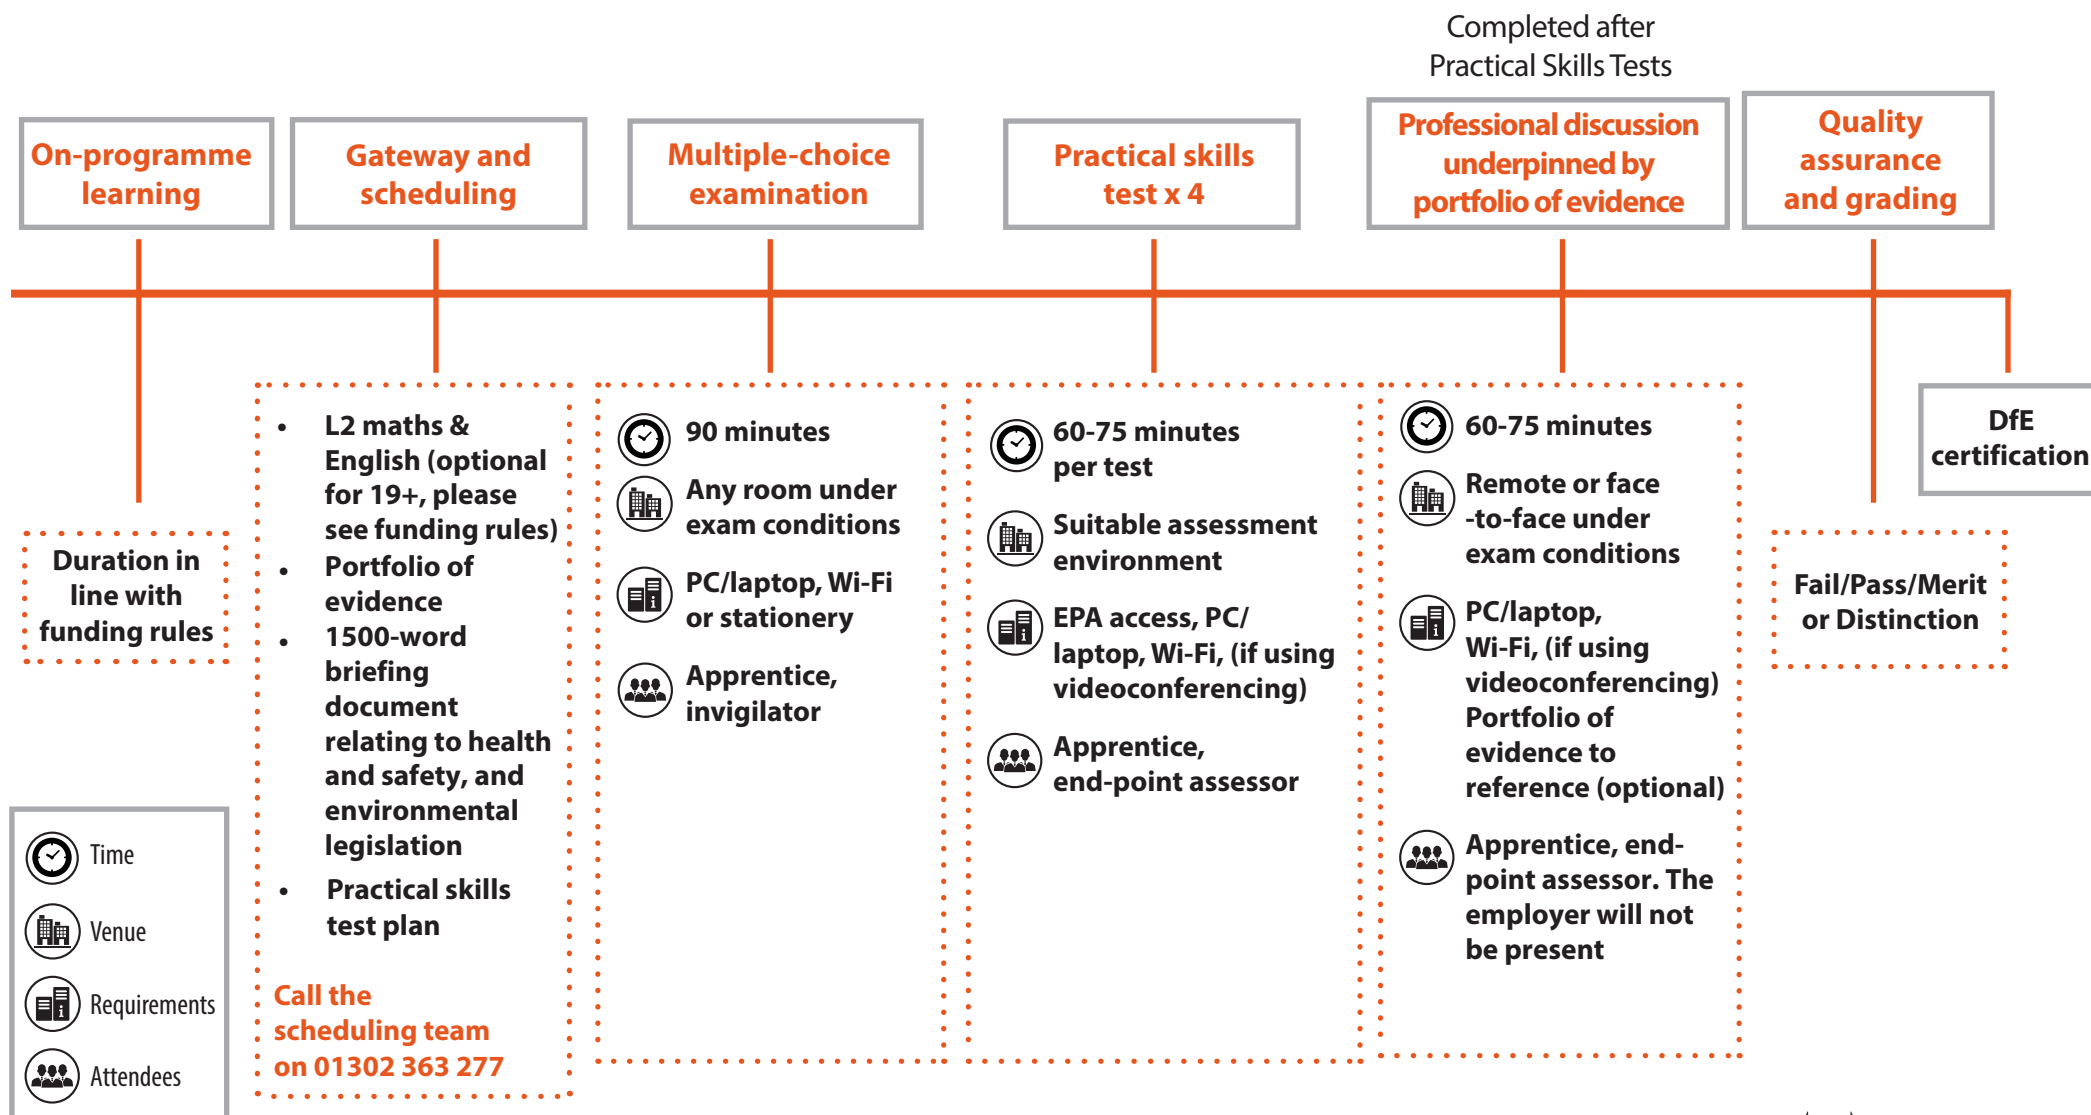 Completed after
Practical Skills Tests
On-programme
learning
Gateway and
scheduling
Multiple-choice
examination
Practical skills
test x 4
Professional discussion
underpinned by
portfolio of evidence
Quality
assurance
and grading
Duration in
line with
funding rules
• L2 maths &
English (optional
for 19+, please
see funding rules)
• Portfolio of
evidence
• 1500-word
briefing
document
relating to health
and safety, and
environmental
legislation
• Practical skills
test plan
Call the
scheduling team
on 01302 363 277
90 minutes
Any room under
exam conditions
PC/laptop, Wi-Fi
or stationery
Apprentice,
invigilator
60-75 minutes
per test
Suitable assessment
environment
EPA access, PC/
laptop, Wi-Fi, (if using
videoconferencing)
Apprentice,
end-point assessor
60-75 minutes
Remote or face
-to-face under
exam conditions
PC/laptop,
Wi-Fi, (if using
videoconferencing)
Portfolio of
evidence to
reference (optional)
Apprentice, end-
point assessor. The
employer will not
be present
Fail/Pass/Merit
or Distinction
DfE
certification
Time
Venue
Requirements
Attendees